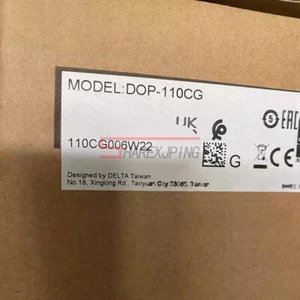 MODEL:DOP-110CG
UK
EAC
110CG006W22
SHAREXJPING
G
CE
Designed by DELTA Taiwan
No.18, Xinglong Rd., Taoyuan City 33068, Taiwan